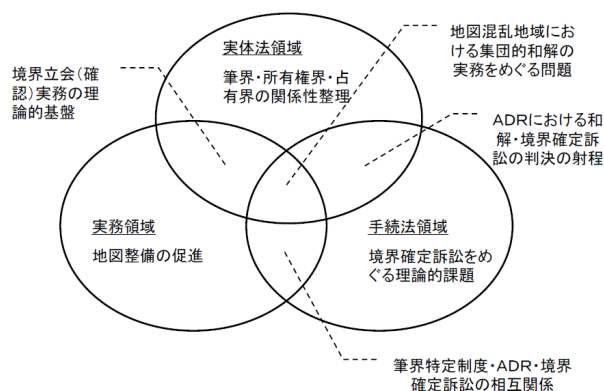 実体法領域
筆界・所有権界・占
有界の関係性整理
地図混乱地域にお
ける集団的和解の
実務をめぐる問題
境界立会(確
認)実務の理
論的基盤
ADRにおける和
解・境界確定訴
訟の判決の射程
実務領域
地図整備の促進
手続法領域
境界確定訴訟をめ
ぐる理論的課題
筆界特定制度・ADR・境界
確定訴訟の相互関係